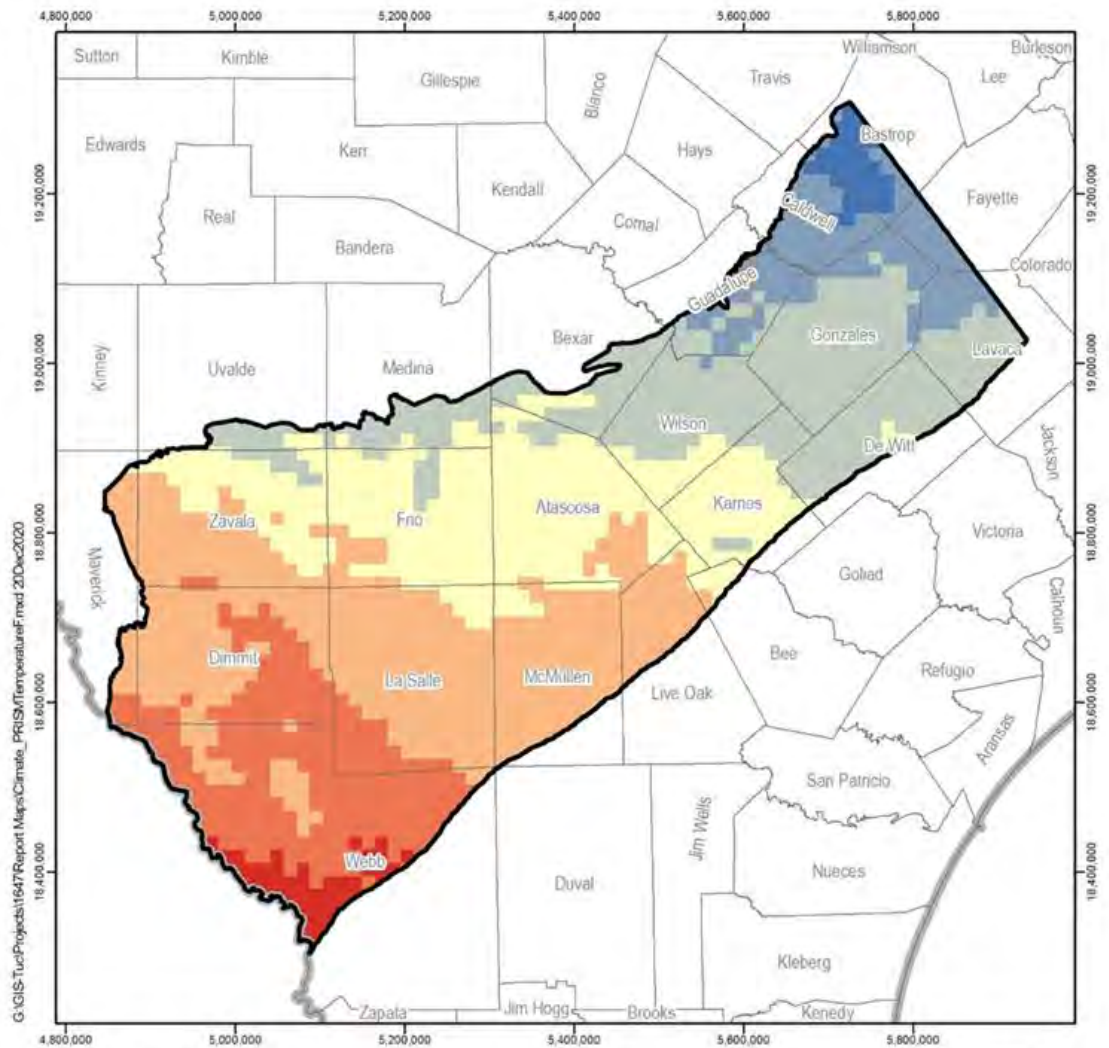 4,800,000 5,000,000 5,200,000 5,400,000 5,600,000 5,800,000
Sutton Kimble Gillespie Blanco Travis Williamson Lee Burleson
Edwards Kerr Kendall Hays Bastrop
Real Bandera Comal Caldwell Fayette
19,200,000 19,200,000
Guadalupe Colorado
Kinney Uvalde Medina Bexar Gonzales Lavaca
19,000,000 19,000,000
Wilson De Witt Jackson
Zavala Frio Atascosa Karnes Victoria
18,800,000 18,800,000
Maverick Goliad Calhoun
Dimmit La Salle McMullen Live Oak Bee Refugio
18,600,000 18,600,000
Aransas
San Patricio
Webb Duval Jim Wells Nueces
18,400,000 18,400,000
Kleberg
Zapala Jim Hogg Brooks Kenedy
4,800,000 5,000,000 5,200,000 5,400,000 5,600,000 5,800,000
G:\GIS-Tuc\Projects\1647\Report Maps\Climate_PRISMTemperatureF.mxd 20Dec2020